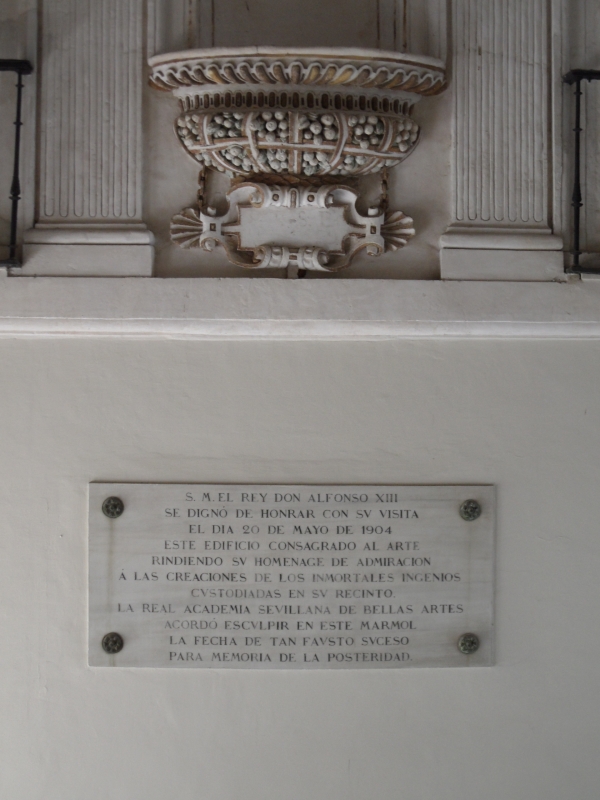 S. M. EL REY DON ALFONSO XIII
SE DIGNÓ DE HONRAR CON SV VISITA
EL DIA 20 DE MAYO DE 1904
ESTE EDIFICIO CONSAGRADO AL ARTE
RINDIENDO SV HOMENAGE DE ADMIRACION
Á LAS CREACIONES DE LOS INMORTALES INGENIOS
CVSTODIADAS EN SV RECINTO.
LA REAL ACADEMIA SEVILLANA DE BELLAS ARTES
ACORDÓ ESCVLPIR EN ESTE MARMOL
LA FECHA DE TAN FAVSTO SVCESO
PARA MEMORIA DE LA POSTERIDAD.